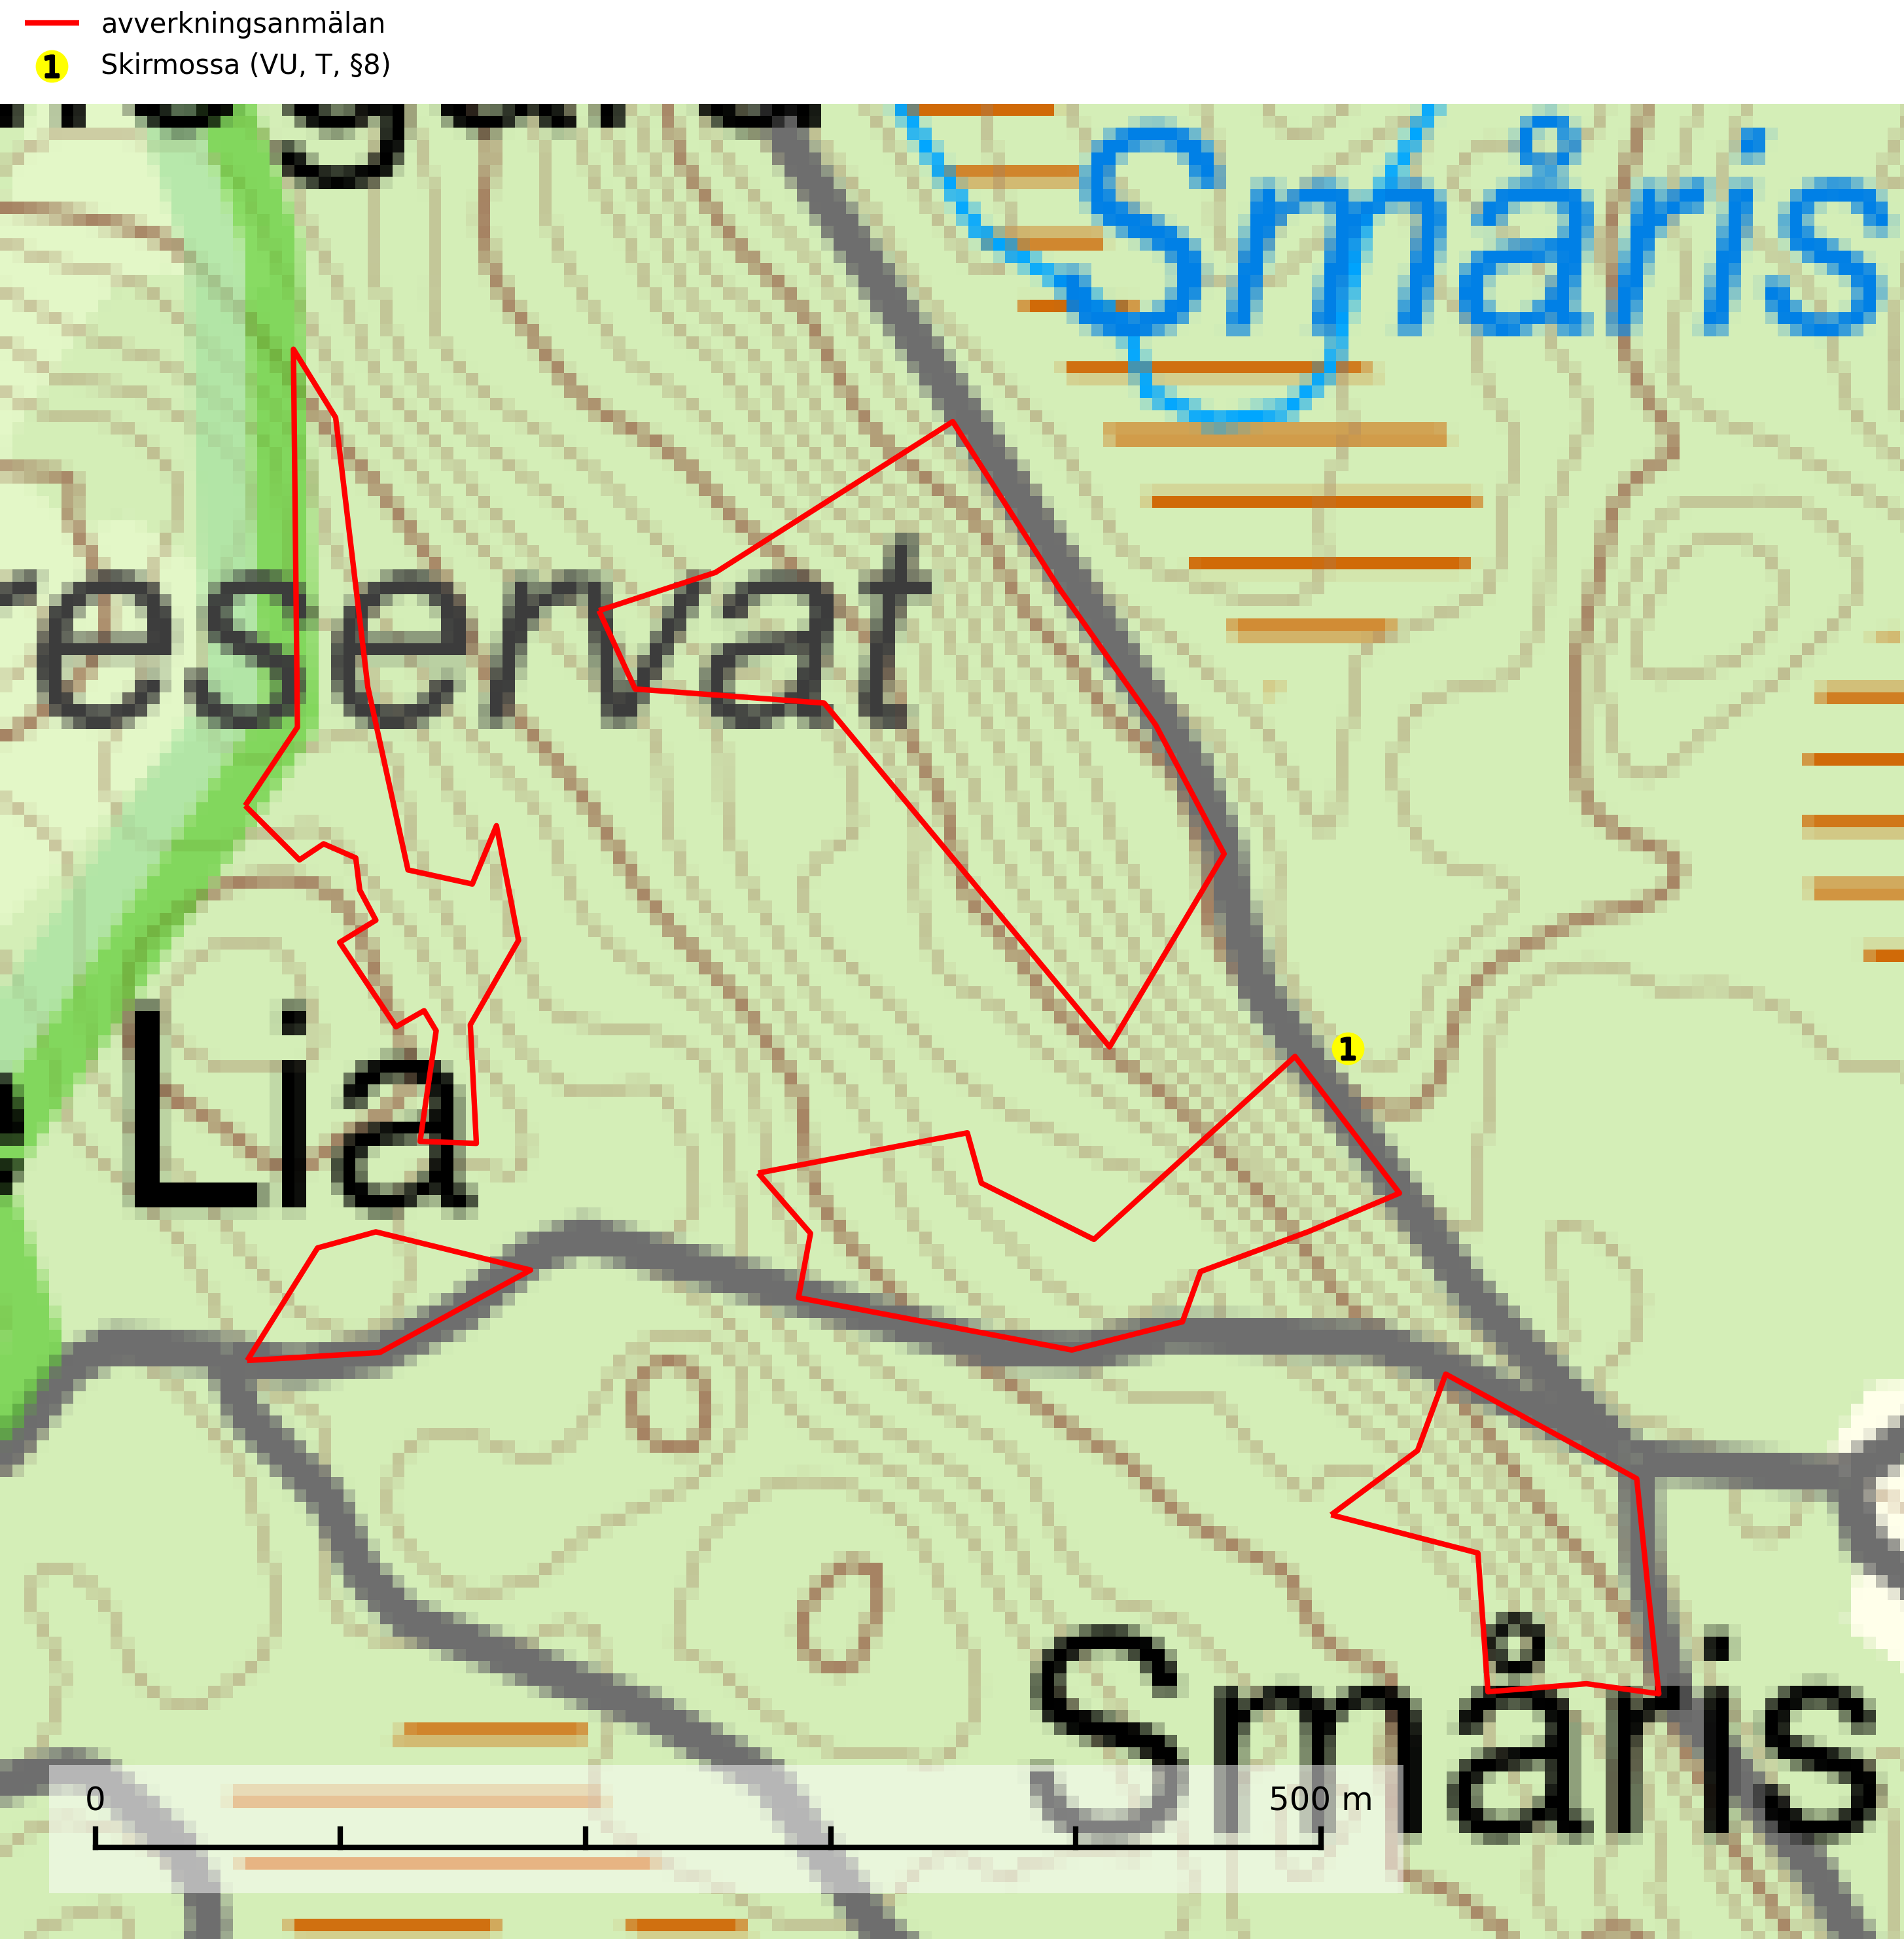 avverkningsanmälan
1 Skirmossa (VU, T, §8)
Småris
reservat
Lia
1
Småris
0 500 m